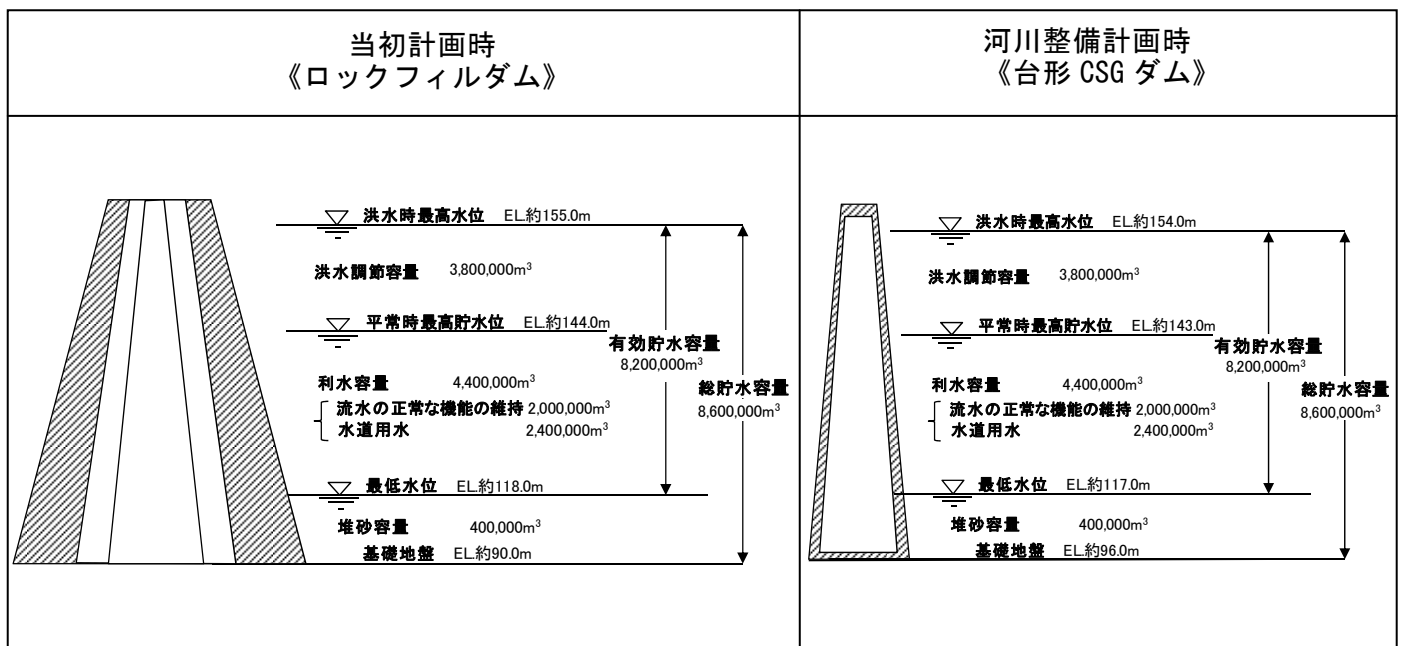 当初計画時
《ロックフィルダム》
洪水時最高水位 EL.約155.0m
洪水調節容量 3,800,000m³
平常時最高貯水位 EL.約144.0m
有効貯水容量
8,200,000m³
利水容量 4,400,000m³
総貯水容量
8,600,000m³
流水の正常な機能の維持 2,000,000m³
水道用水 2,400,000m³
最低水位 EL.約118.0m
堆砂容量 400,000m³
基礎地盤 EL.約90.0m
河川整備計画時
《台形 CSG ダム》
洪水時最高水位 EL.約154.0m
洪水調節容量 3,800,000m³
平常時最高貯水位 EL.約143.0m
有効貯水容量
8,200,000m³
利水容量 4,400,000m³
総貯水容量
8,600,000m³
流水の正常な機能の維持 2,000,000m³
水道用水 2,400,000m³
最低水位 EL.約117.0m
堆砂容量 400,000m³
基礎地盤 EL.約96.0m